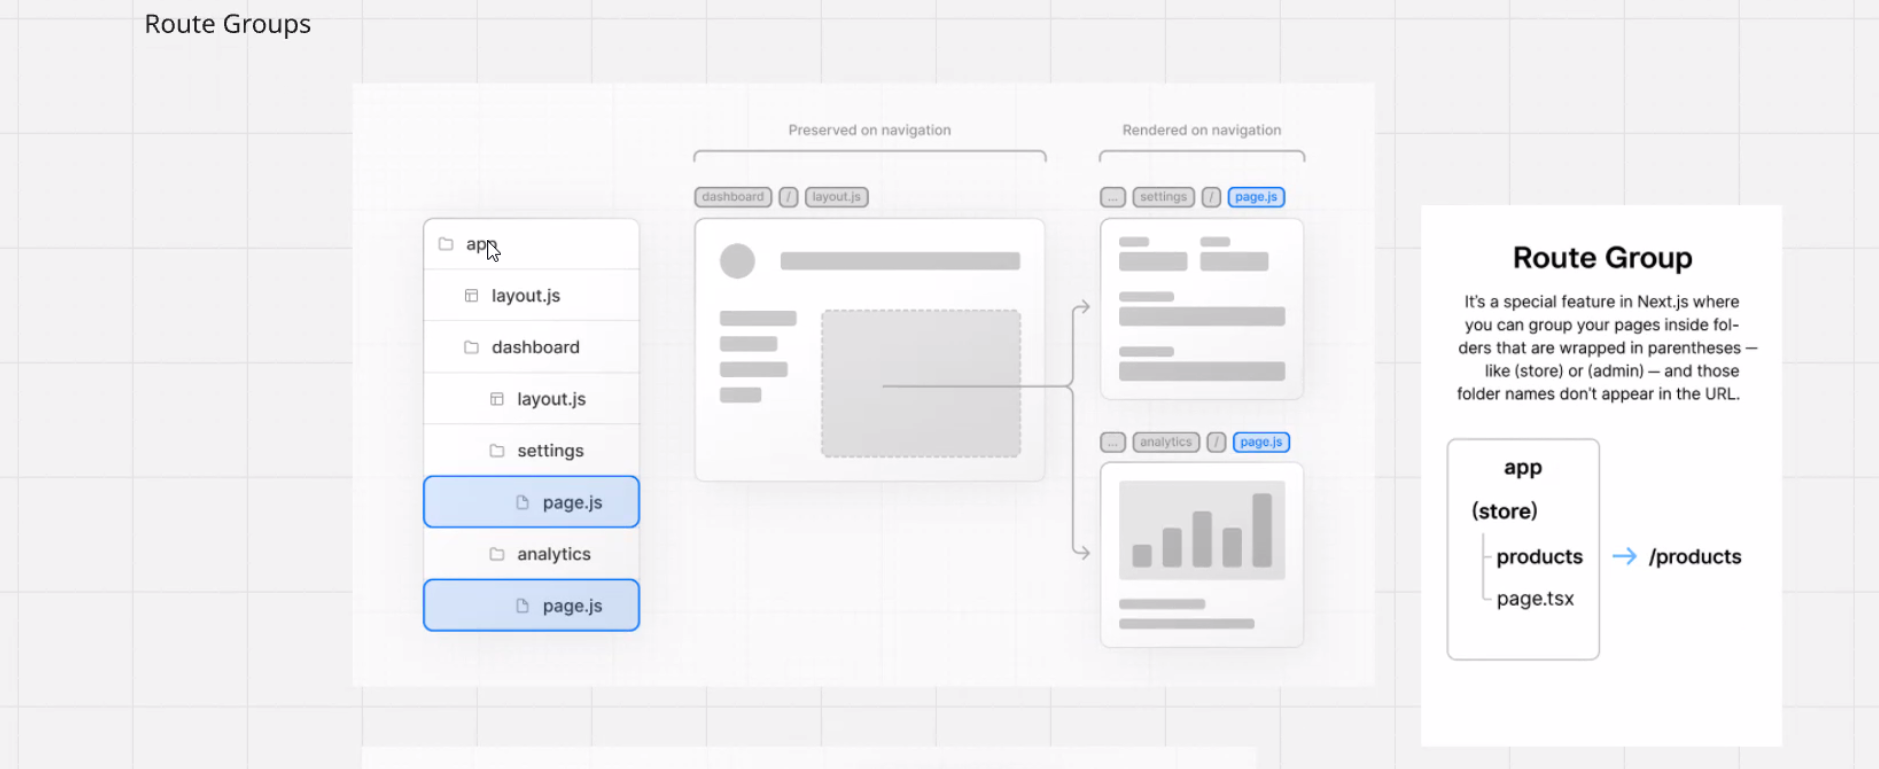 Route Groups
Preserved on navigation
Rendered on navigation
dashboard / layout.js
... settings / page.js
app
layout.js
dashboard
layout.js
settings
page.js
analytics
page.js
... analytics / page.js
Route Group
It's a special feature in Next.js where
you can group your pages inside fol-
ders that are wrapped in parentheses —
like (store) or (admin) — and those
folder names don't appear in the URL.
app
(store)
products → /products
page.tsx